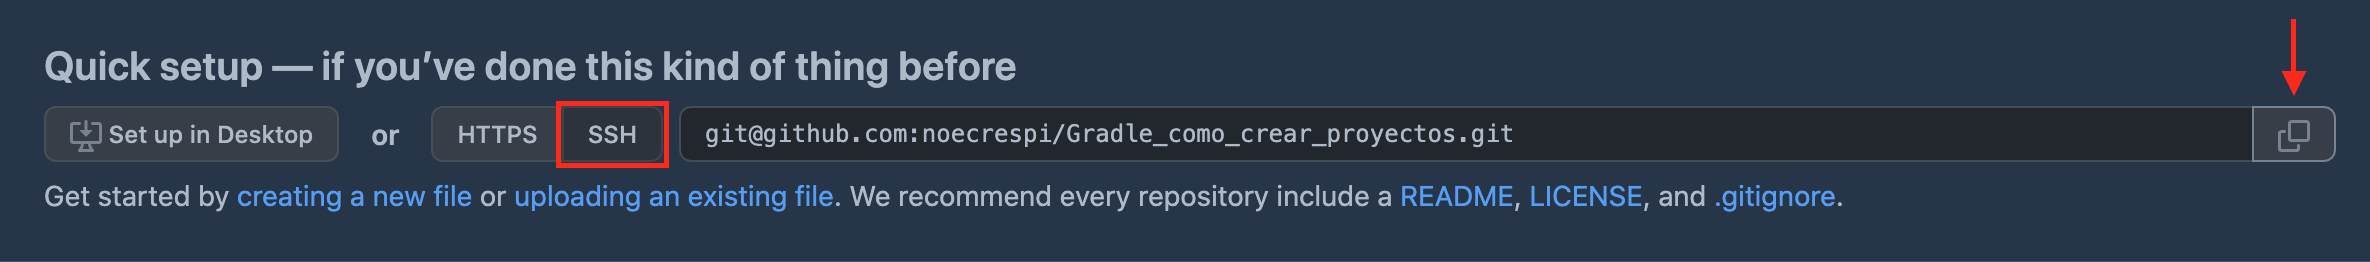 Quick setup — if you’ve done this kind of thing before
Set up in Desktop or HTTPS SSH git@github.com:noecrespi/Gradle_como_crear_proyectos.git
Get started by creating a new file or uploading an existing file. We recommend every repository include a README, LICENSE, and .gitignore.